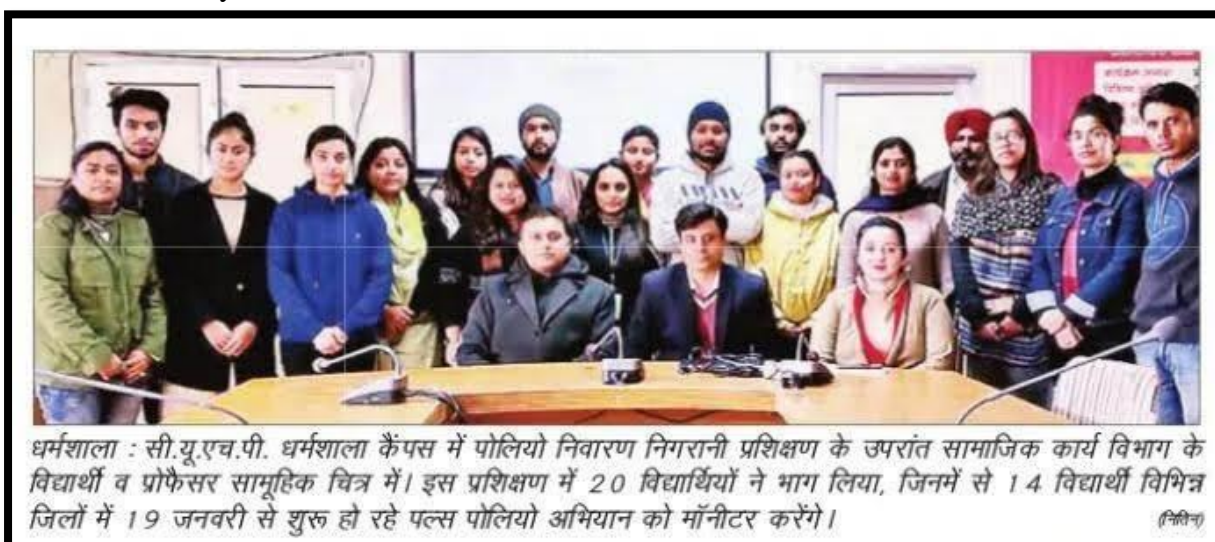 धर्मशाला : सी.यू.एच.पी. धर्मशाला कैंपस में पोलियो निवारण निगरानी प्रशिक्षण के उपरांत सामाजिक कार्य विभाग के
विद्यार्थी व प्रोफैसर सामूहिक चित्र में। इस प्रशिक्षण में 20 विद्यार्थियों ने भाग लिया, जिनमें से 14 विद्यार्थी विभिन्न
जिलों में 19 जनवरी से शुरू हो रहे पल्स पोलियो अभियान को मॉनीटर करेंगे।
(नितिन)